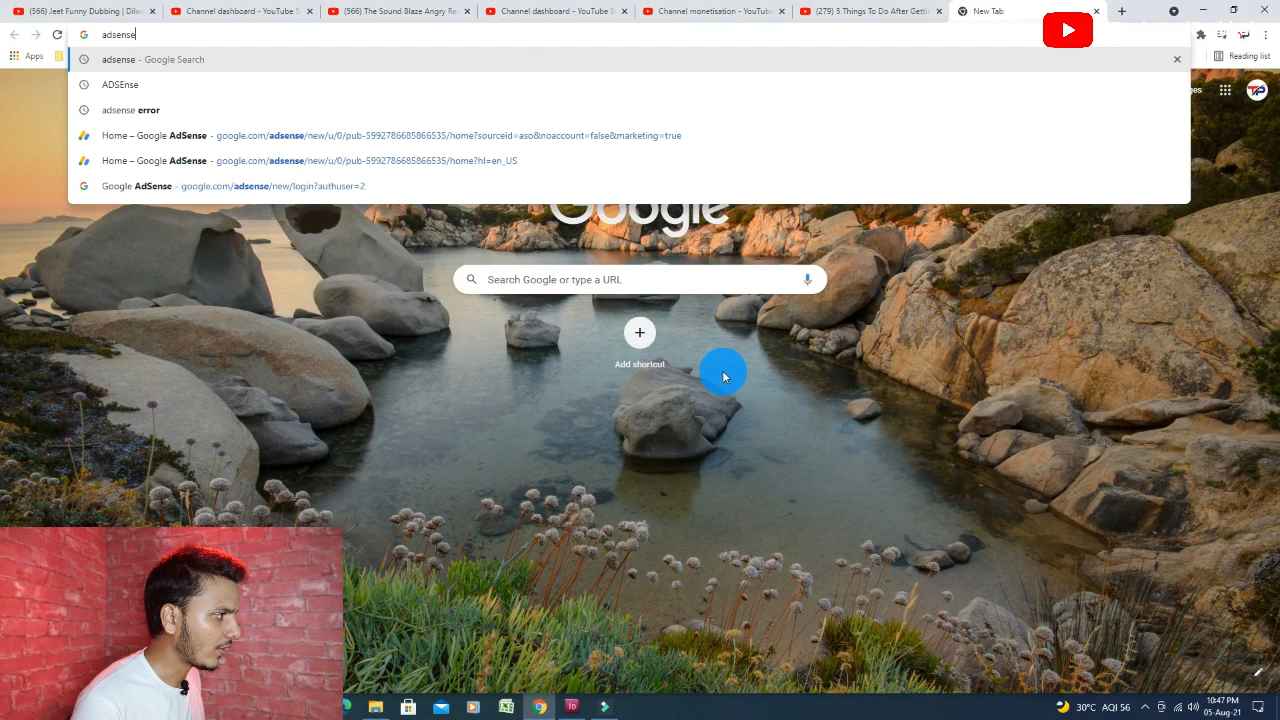 (566) Jeet Funny Dubbing | Dilw
Channel dashboard - YouTube S
(566) The Sound Blaze Angry Re
Channel dashboard - YouTube S
Channel monetisation - YouTube
(279) 5 Things To Do After Gettin
New Tab
adsense
Apps
Reading list
adsense - Google Search
ADSEnse
adsense error
Home – Google AdSense - google.com/adsense/new/u/0/pub-5992786685866535/home?sourceid=aso&noaccount=false&marketing=true
Home – Google AdSense - google.com/adsense/new/u/0/pub-5992786685866535/home?hl=en_US
Google AdSense - google.com/adsense/new/login?authuser=2
ges
Google
Search Google or type a URL
Add shortcut
30°C AQI 56
10:47 PM
05-Aug-21